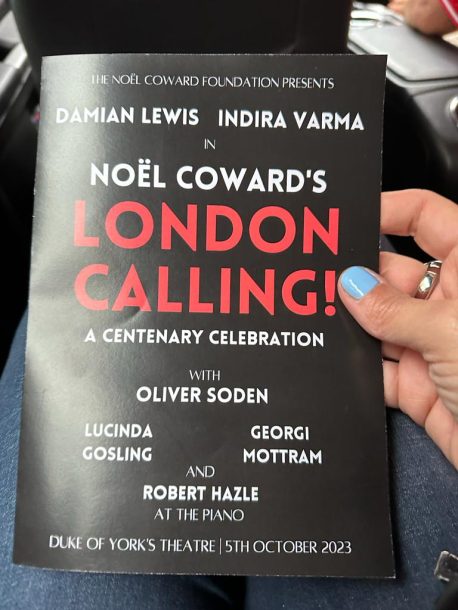 THE NOËL COWARD FOUNDATION PRESENTS
DAMIAN LEWIS INDIRA VARMA
IN
NOËL COWARD'S
LONDON
CALLING!
A CENTENARY CELEBRATION
WITH
OLIVER SODEN
LUCINDA GOSLING
GEORGI MOTTRAM
AND
ROBERT HAZLE
AT THE PIANO
DUKE OF YORK'S THEATRE | 5TH OCTOBER 2023